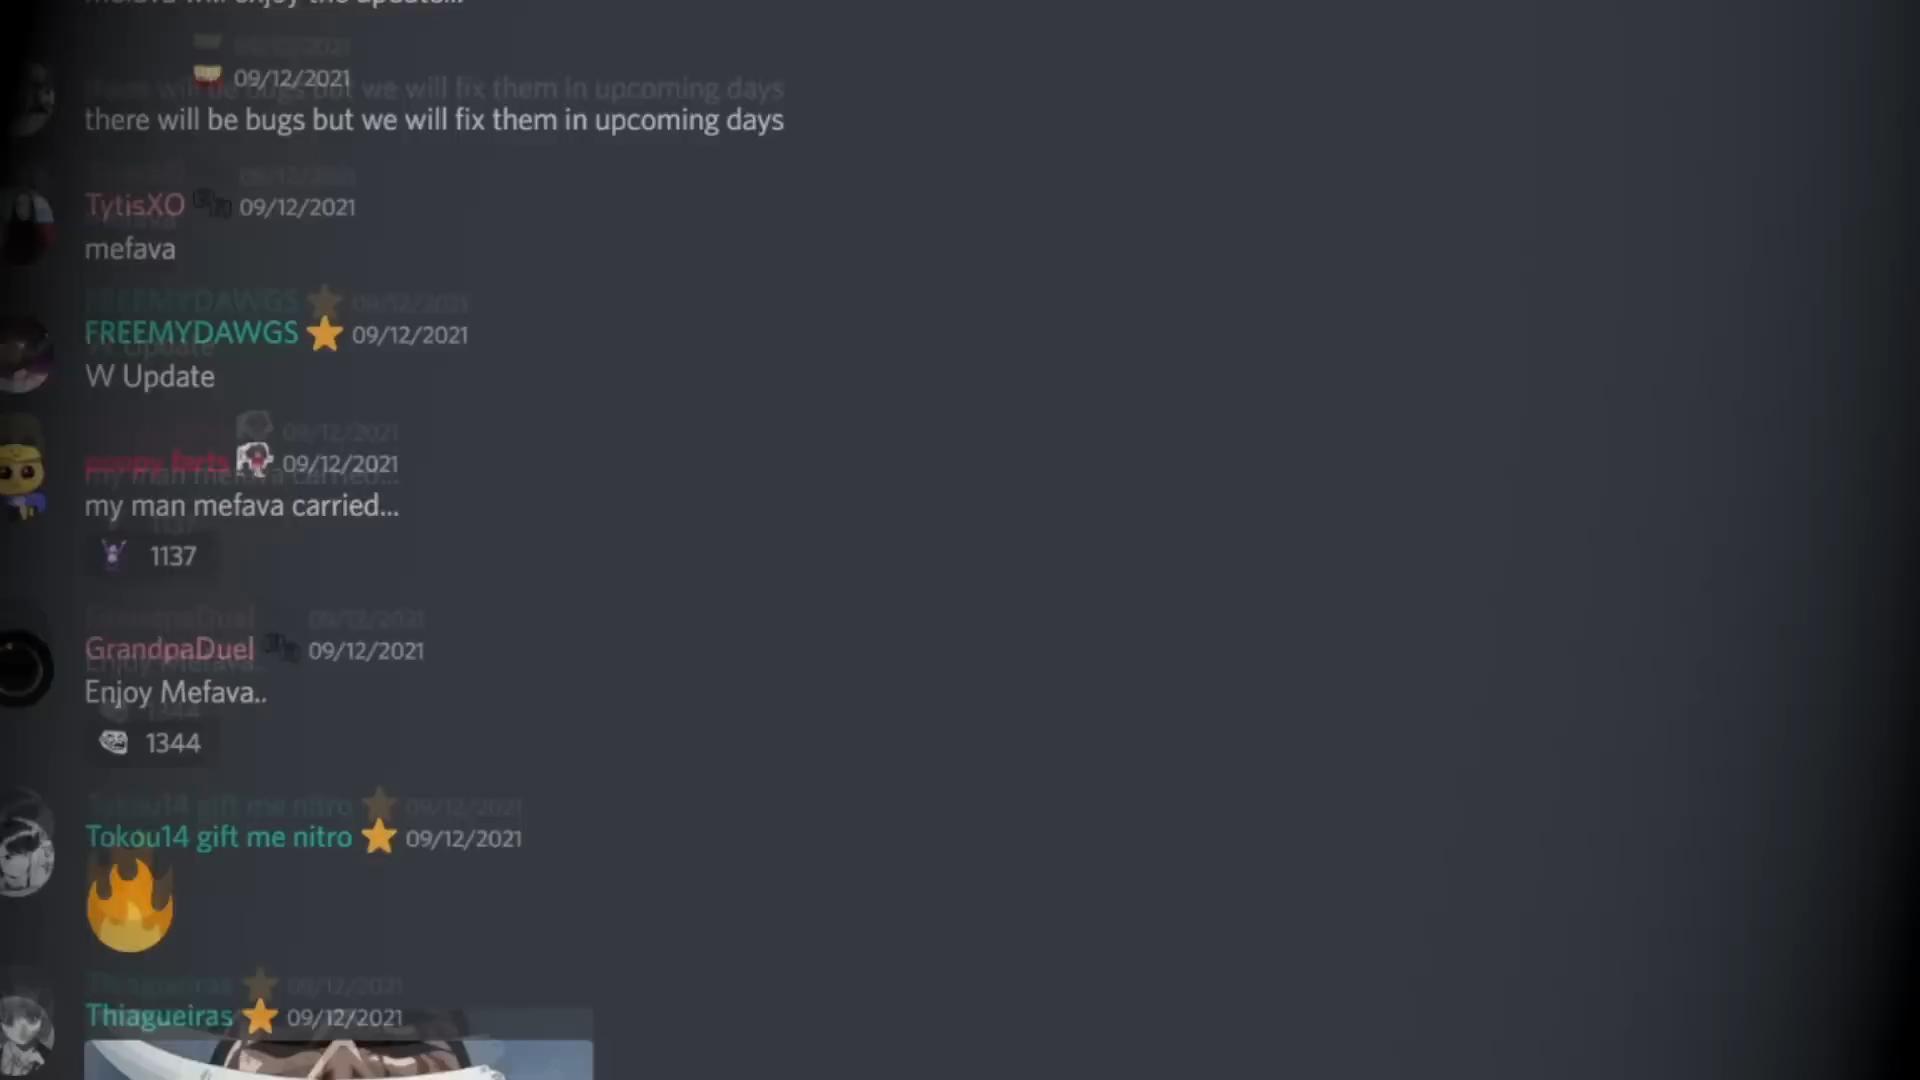 09/12/2021
there will be bugs but we will fix them in upcoming days
TytisXO 09/12/2021
mefava
FREEMYDAWGS 09/12/2021
W Update
poopy farts 09/12/2021
my man mefava carried...
1137
GrandpaDuel 09/12/2021
Enjoy Mefava..
1344
Tokou14 gift me nitro 09/12/2021
Thiagueiras 09/12/2021